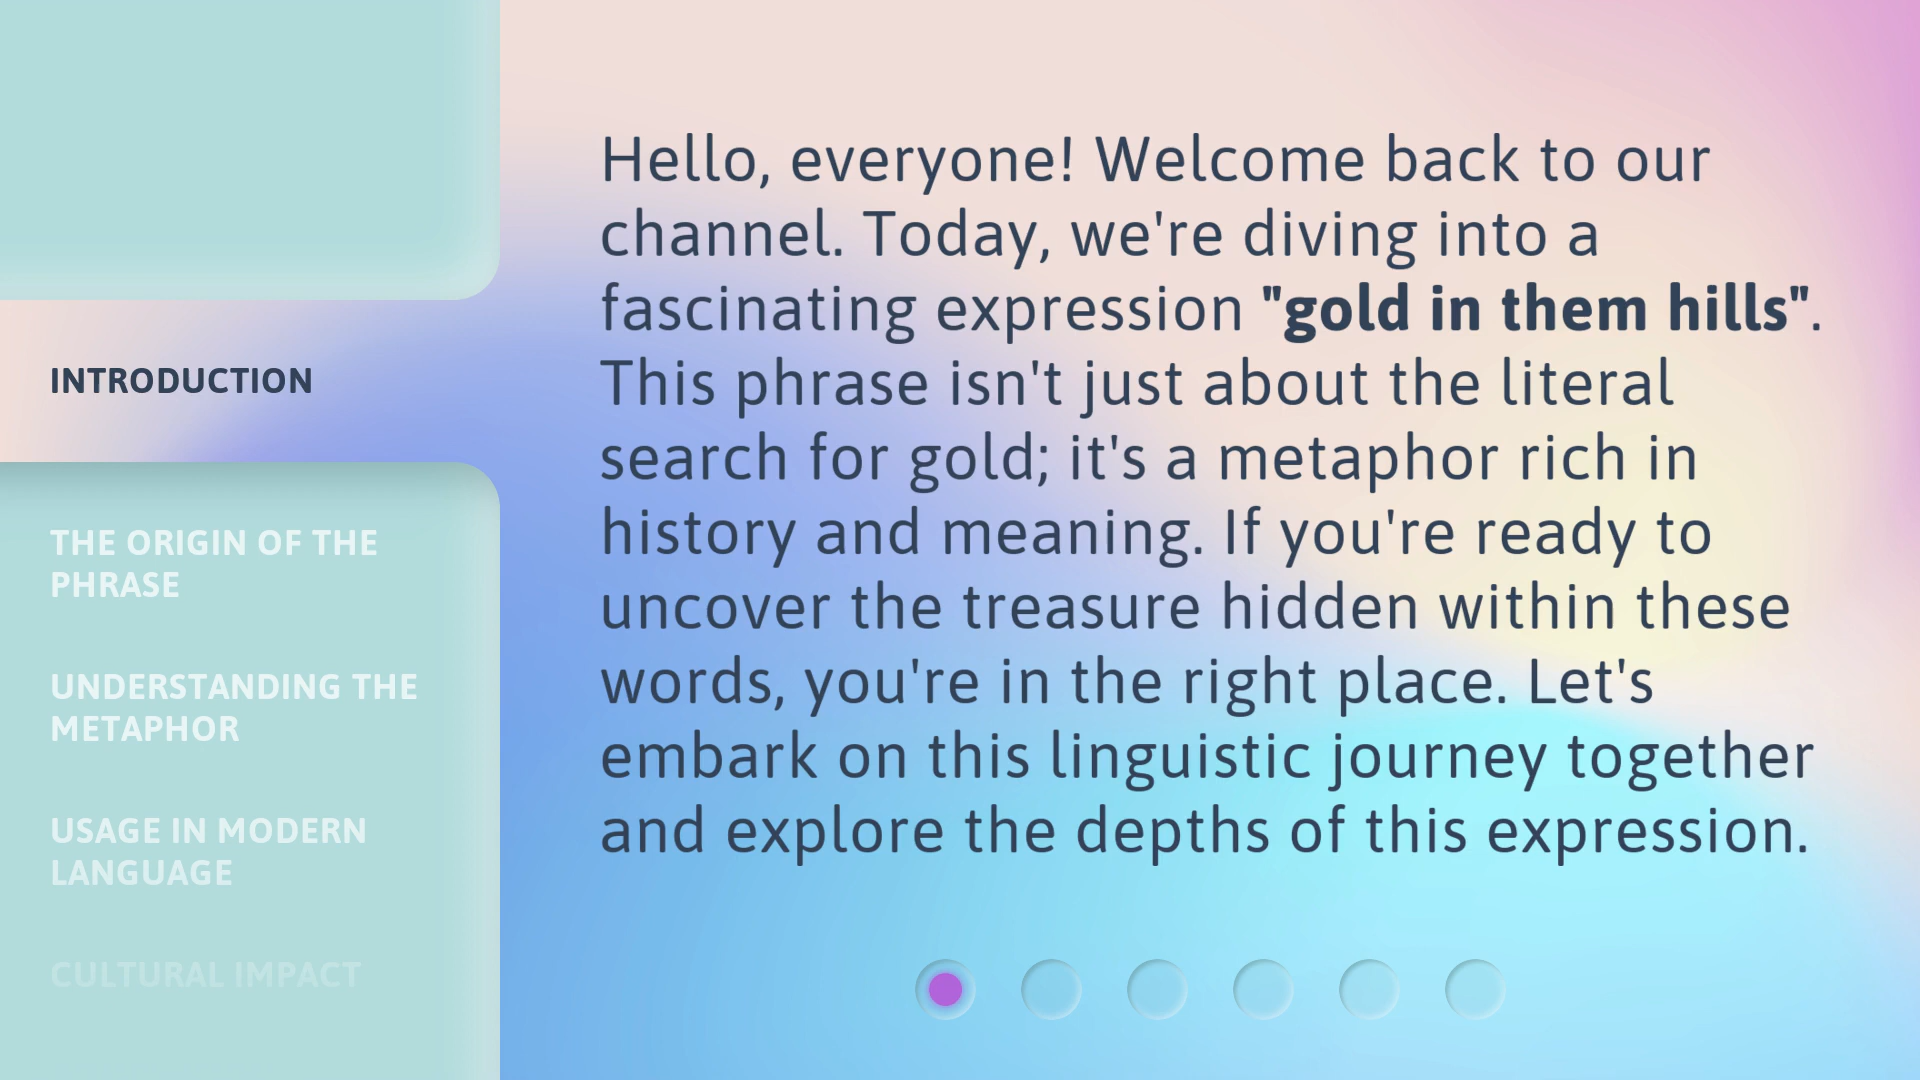 INTRODUCTION
THE ORIGIN OF THE
PHRASE
UNDERSTANDING THE
METAPHOR
USAGE IN MODERN
LANGUAGE
CULTURAL IMPACT
Hello, everyone! Welcome back to our
channel. Today, we're diving into a
fascinating expression "gold in them hills".
This phrase isn't just about the literal
search for gold; it's a metaphor rich in
history and meaning. If you're ready to
uncover the treasure hidden within these
words, you're in the right place. Let's
embark on this linguistic journey together
and explore the depths of this expression.